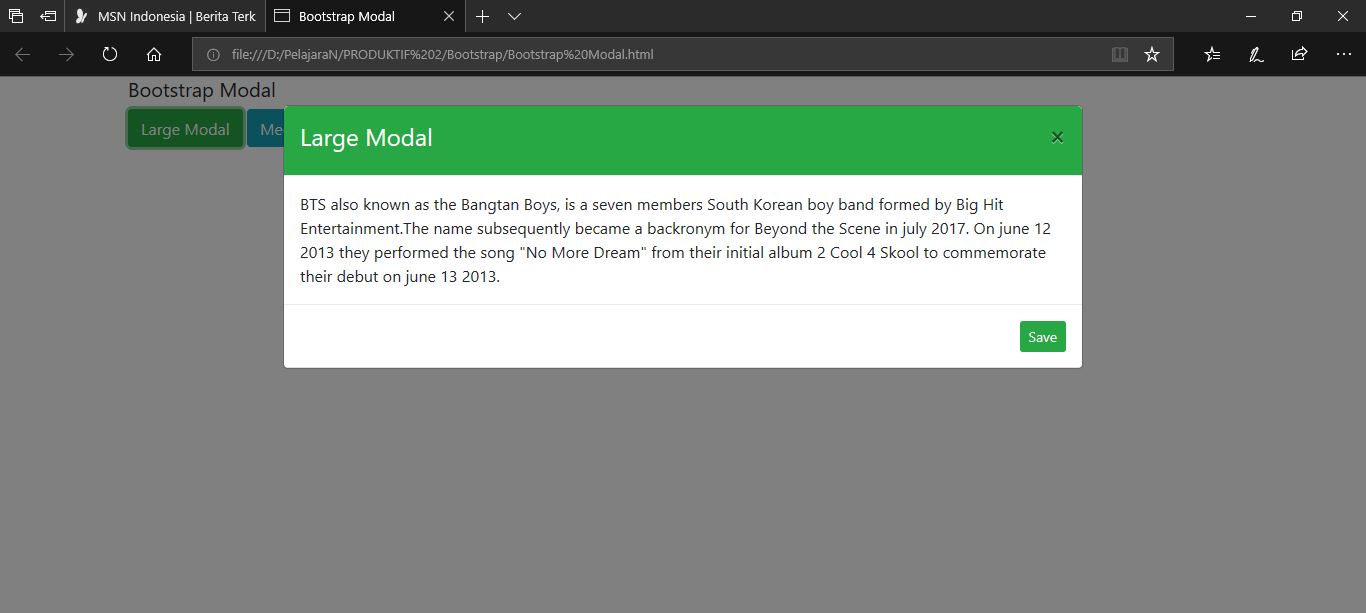 MSN Indonesia | Berita Terk
Bootstrap Modal
file:///D:/PelajaraN/PRODUKTIF%202/Bootstrap/Bootstrap%20Modal.html
Bootstrap Modal
Large Modal
Me
Large Modal
×
BTS also known as the Bangtan Boys, is a seven members South Korean boy band formed by Big Hit
Entertainment.The name subsequently became a backronym for Beyond the Scene in july 2017. On june 12
2013 they performed the song "No More Dream" from their initial album 2 Cool 4 Skool to commemorate
their debut on june 13 2013.
Save